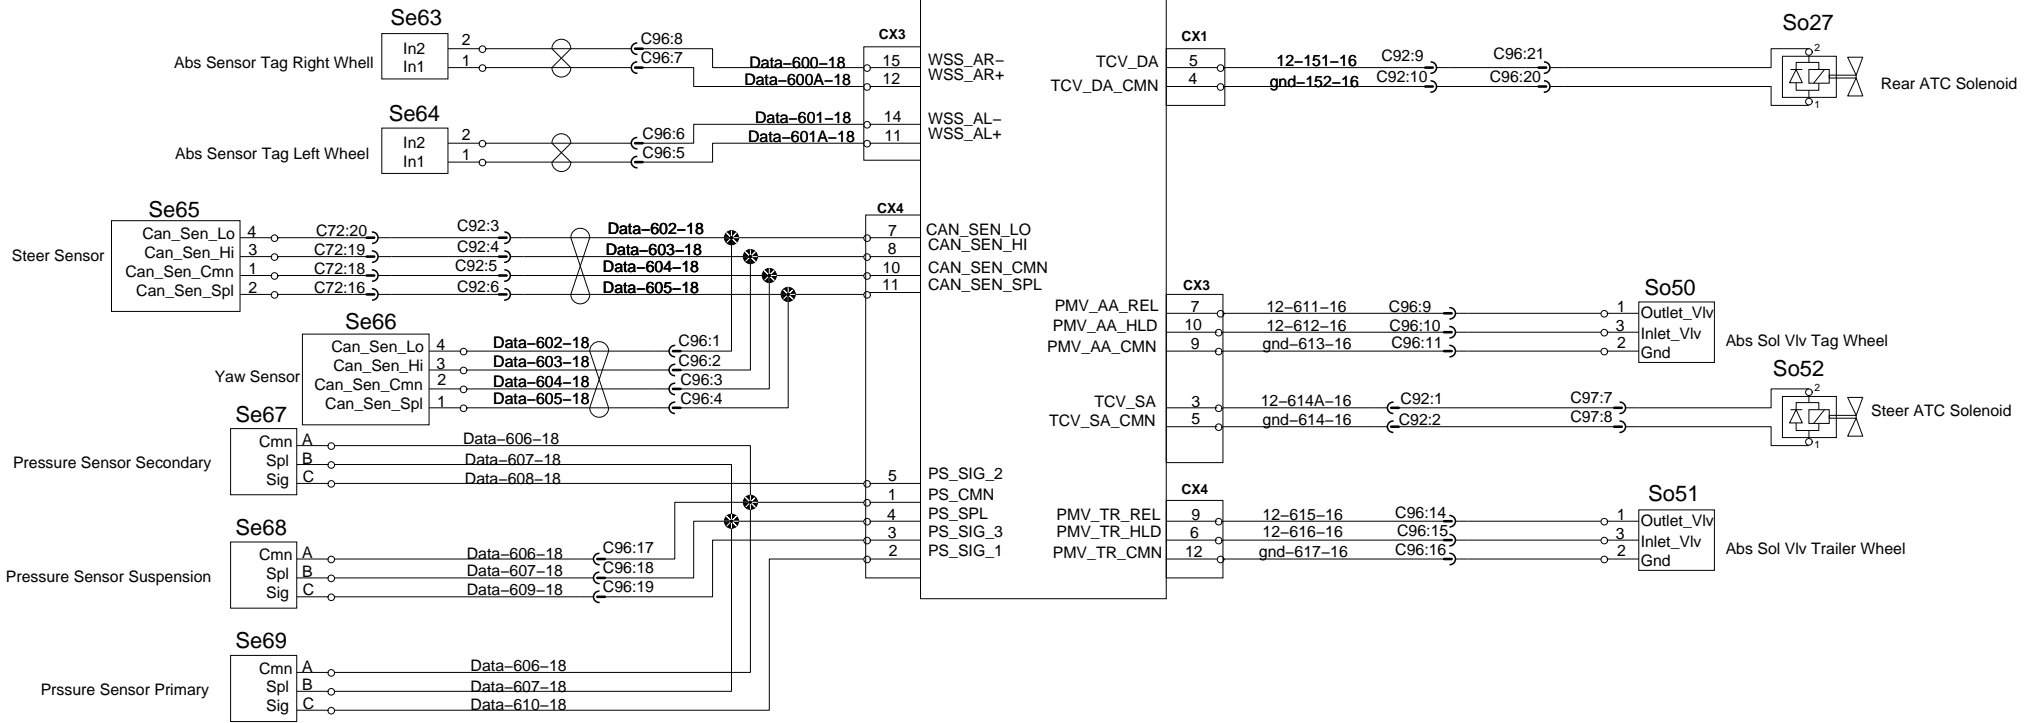 Se63
Abs Sensor Tag Right Whell
In2 2 C96:8
In1 1 C96:7
Data-600-18
Data-600A-18
CX3
15 WSS_AR-
12 WSS_AR+
Se64
Abs Sensor Tag Left Wheel
In2 2 C96:6
In1 1 C96:5
Data-601-18
Data-601A-18
14 WSS_AL-
11 WSS_AL+
Se65
Steer Sensor
Can_Sen_Lo 4 C72:20 C92:3 Data-602-18
Can_Sen_Hi 3 C72:19 C92:4 Data-603-18
Can_Sen_Cmn 1 C72:18 C92:5 Data-604-18
Can_Sen_Spl 2 C72:16 C92:6 Data-605-18
CX4
7 CAN_SEN_LO
8 CAN_SEN_HI
10 CAN_SEN_CMN
11 CAN_SEN_SPL
Se66
Yaw Sensor
Can_Sen_Lo 4 Data-602-18 C96:1
Can_Sen_Hi 3 Data-603-18 C96:2
Can_Sen_Cmn 2 Data-604-18 C96:3
Can_Sen_Spl 1 Data-605-18 C96:4
Se67
Pressure Sensor Secondary
Cmn A Data-606-18
Spl B Data-607-18
Sig C Data-608-18
5 PS_SIG_2
1 PS_CMN
4 PS_SPL
3 PS_SIG_3
2 PS_SIG_1
Se68
Pressure Sensor Suspension
Cmn A Data-606-18 C96:17
Spl B Data-607-18 C96:18
Sig C Data-609-18 C96:19
Se69
Prssure Sensor Primary
Cmn A Data-606-18
Spl B Data-607-18
Sig C Data-610-18
CX1
TCV_DA 5 12-151-16 C92:9 C96:21
TCV_DA_CMN 4 gnd-152-16 C92:10 C96:20
So27
2
1
Rear ATC Solenoid
CX3
PMV_AA_REL 7 12-611-16 C96:9
PMV_AA_HLD 10 12-612-16 C96:10
PMV_AA_CMN 9 gnd-613-16 C96:11
So50
1 Outlet_Vlv
3 Inlet_Vlv
2 Gnd
Abs Sol Vlv Tag Wheel
TCV_SA 3 12-614A-16 C92:1 C97:7
TCV_SA_CMN 5 gnd-614-16 C92:2 C97:8
So52
2
1
Steer ATC Solenoid
CX4
PMV_TR_REL 9 12-615-16 C96:14
PMV_TR_HLD 6 12-616-16 C96:15
PMV_TR_CMN 12 gnd-617-16 C96:16
So51
1 Outlet_Vlv
3 Inlet_Vlv
2 Gnd
Abs Sol Vlv Trailer Wheel